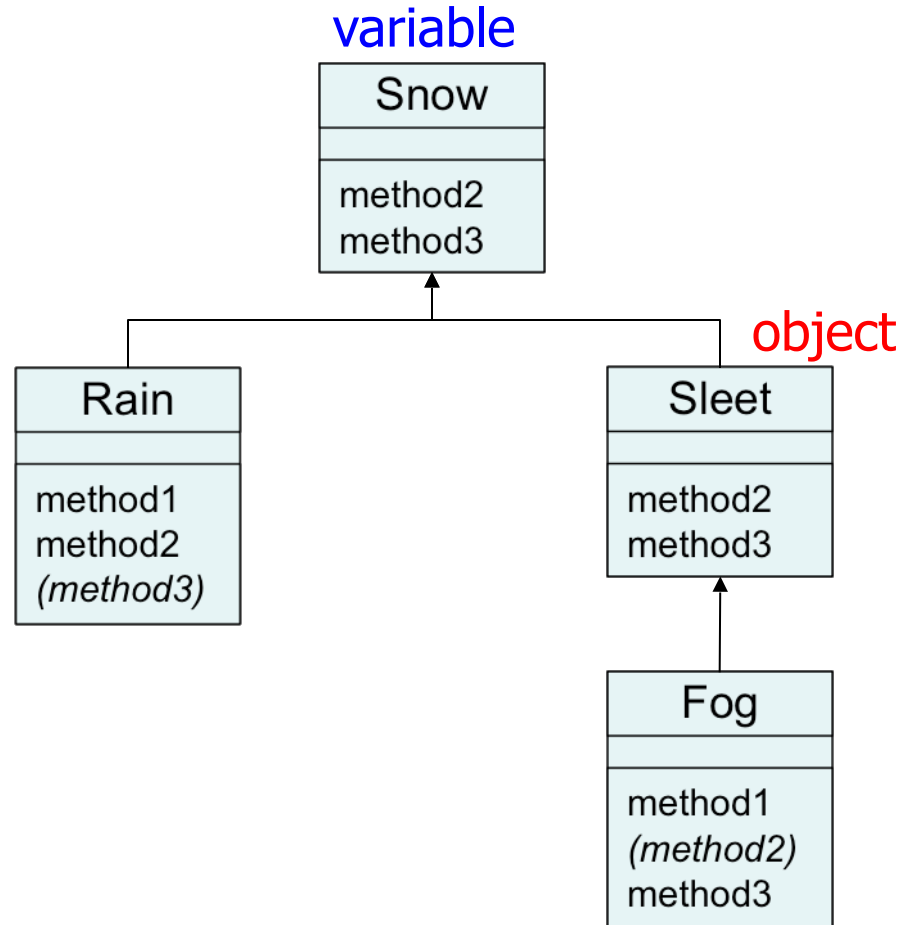 variable
Snow
method2
method3
object
Rain
method1
method2
(method3)
Sleet
method2
method3
Fog
method1
(method2)
method3